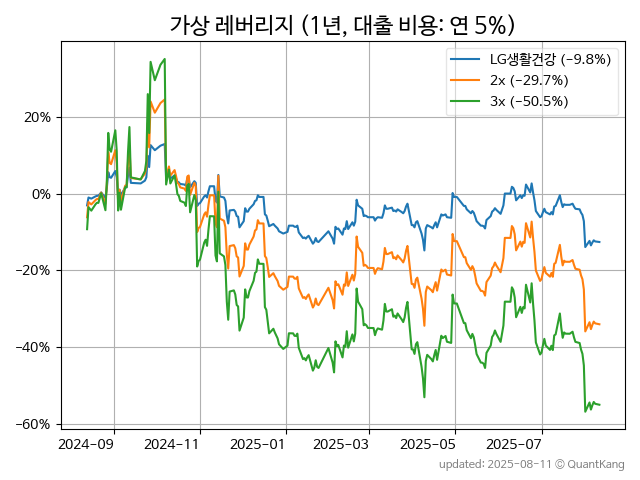 가상 레버리지 (1년, 대출 비용: 연 5%)
LG생활건강 (−9.8%)
2x (−29.7%)
3x (−50.5%)
20%
0%
−20%
−40%
−60%
2024-09 2024-11 2025-01 2025-03 2025-05 2025-07
updated: 2025-08-11 © QuantKang